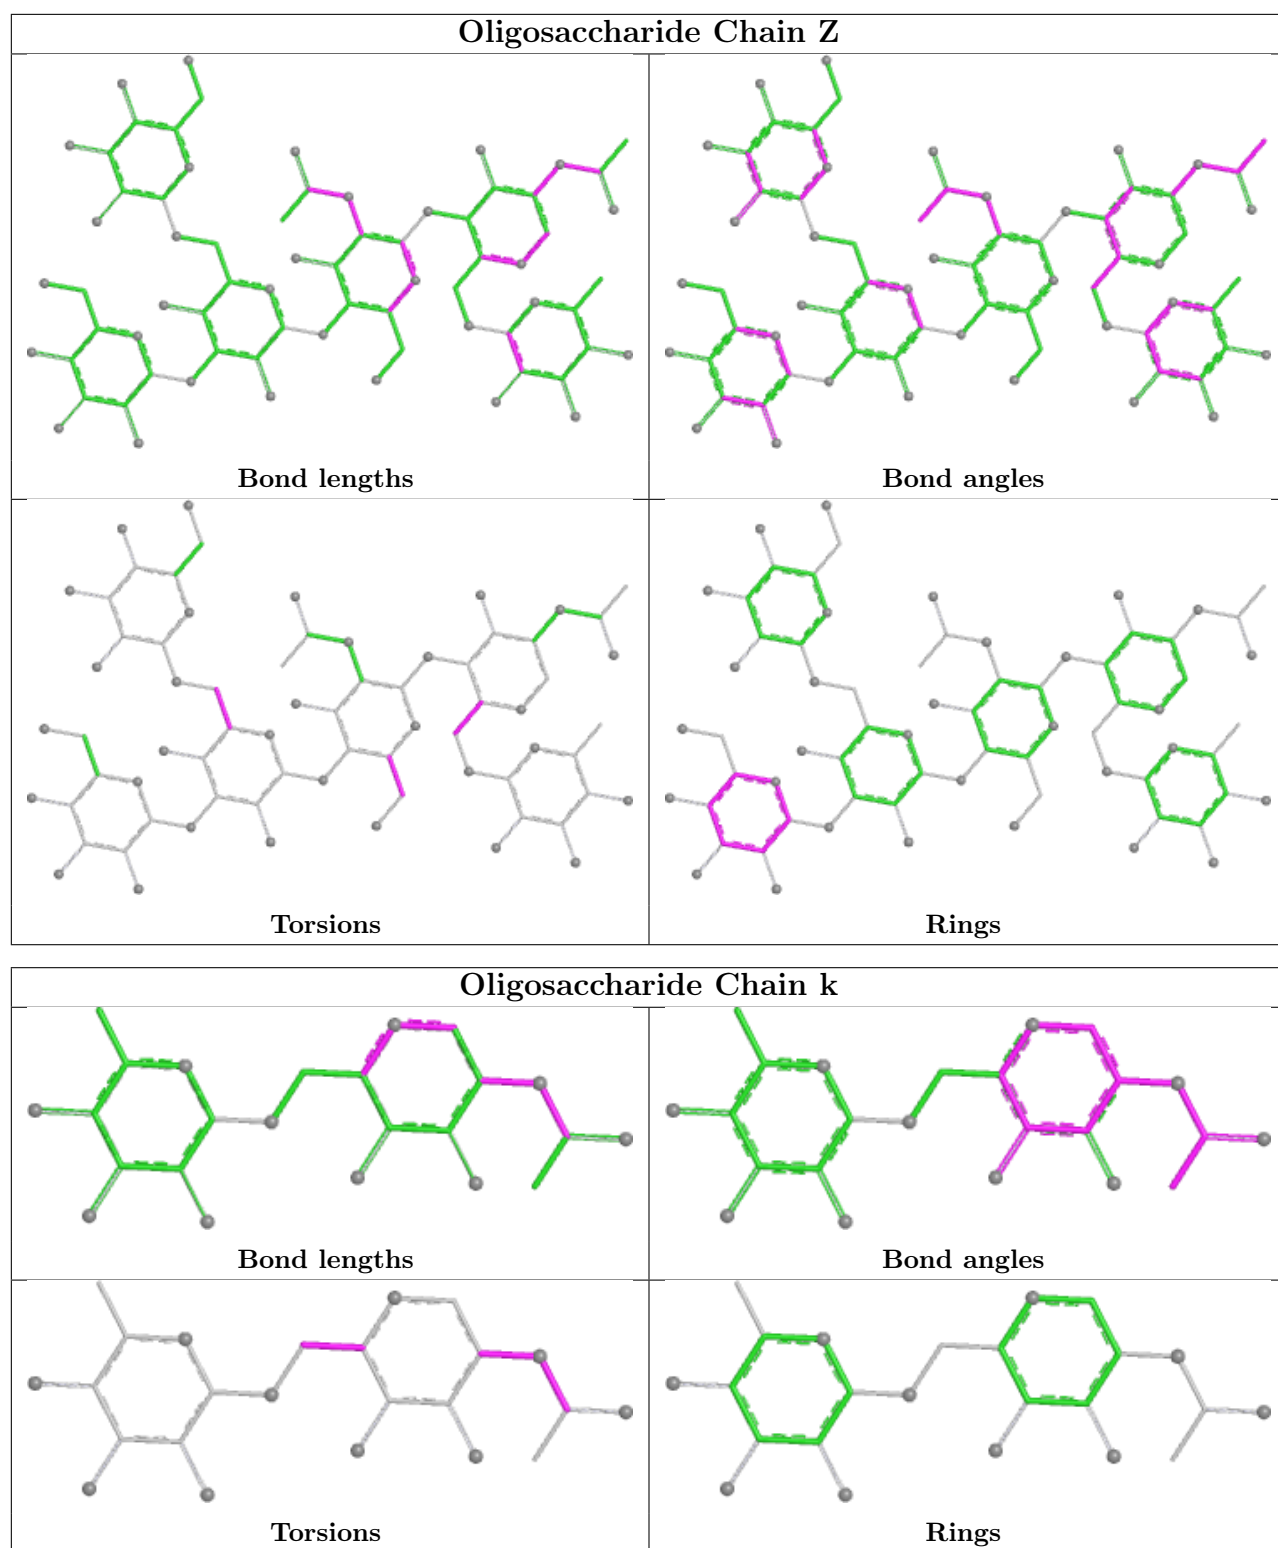 Oligosaccharide Chain Z
Bond lengths
Bond angles
Torsions
Rings
Oligosaccharide Chain k
Bond lengths
Bond angles
Torsions
Rings